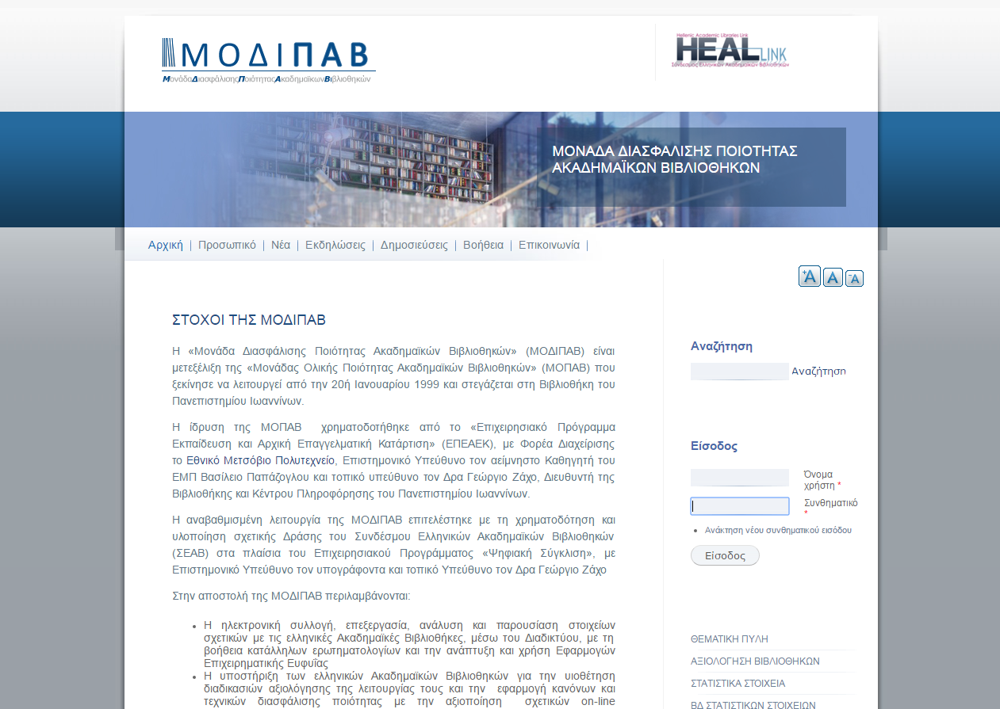 ΜΟΔΙΠΑΒ
ΜονάδαΔιασφάλισηςΠοιότηταςΑκαδημαϊκωνΒιβλιοθηκών
Hellenic Academic Libraries Link
HEAL LINK
Σύνδεσμος Ελληνικών Ακαδημαϊκών Βιβλιοθηκών
ΜΟΝΑΔΑ ΔΙΑΣΦΑΛΙΣΗΣ ΠΟΙΟΤΗΤΑΣ
ΑΚΑΔΗΜΑΪΚΩΝ ΒΙΒΛΙΟΘΗΚΩΝ
Αρχική | Προσωπικό | Νέα | Εκδηλώσεις | Δημοσιεύσεις | Βοήθεια | Επικοινωνία |
+A A -A
ΣΤΟΧΟΙ ΤΗΣ ΜΟΔΙΠΑΒ
Η «Μονάδα Διασφάλισης Ποιότητας Ακαδημαϊκών Βιβλιοθηκών» (ΜΟΔΙΠΑΒ) είναι
μετεξέλιξη της «Μονάδας Ολικής Ποιότητας Ακαδημαϊκών Βιβλιοθηκών» (ΜΟΠΑΒ) που
ξεκίνησε να λειτουργεί από την 20ή Ιανουαρίου 1999 και στεγάζεται στη Βιβλιοθήκη του
Πανεπιστημίου Ιωαννίνων.
Η ίδρυση της ΜΟΠΑΒ χρηματοδοτήθηκε από το «Επιχειρησιακό Πρόγραμμα
Εκπαίδευση και Αρχική Επαγγελματική Κατάρτιση» (ΕΠΕΑΕΚ), με Φορέα Διαχείρισης
το Εθνικό Μετσόβιο Πολυτεχνείο, Επιστημονικό Υπεύθυνο τον αείμνηστο Καθηγητή του
ΕΜΠ Βασίλειο Παπάζογλου και τοπικό υπεύθυνο τον Δρα Γεώργιο Ζάχο, Διευθυντή της
Βιβλιοθήκης και Κέντρου Πληροφόρησης του Πανεπιστημίου Ιωαννίνων.
Η αναβαθμισμένη λειτουργία της ΜΟΔΙΠΑΒ επιτελέστηκε με τη χρηματοδότηση και
υλοποίηση σχετικής Δράσης του Συνδέσμου Ελληνικών Ακαδημαϊκών Βιβλιοθηκών
(ΣΕΑΒ) στα πλαίσια του Επιχειρησιακού Προγράμματος «Ψηφιακή Σύγκλιση», με
Επιστημονικό Υπεύθυνο τον υπογράφοντα και τοπικό Υπεύθυνο τον Δρα Γεώργιο Ζάχο
Στην αποστολή της ΜΟΔΙΠΑΒ περιλαμβάνονται:
• Η ηλεκτρονική συλλογή, επεξεργασία, ανάλυση και παρουσίαση στοιχείων
σχετικών με τις ελληνικές Ακαδημαϊκές Βιβλιοθήκες, μέσω του Διαδικτύου, με τη
βοήθεια κατάλληλων ερωτηματολογίων και την ανάπτυξη και χρήση Εφαρμογών
Επιχειρηματικής Ευφυΐας
• Η υποστήριξη των ελληνικών Ακαδημαϊκών Βιβλιοθηκών για την υιοθέτηση
διαδικασιών αξιολόγησης της λειτουργίας τους και την εφαρμογή κανόνων και
τεχνικών διασφάλισης ποιότητας με την αξιοποίηση σχετικών on-line
Αναζήτηση
Αναζήτηση
Είσοδος
Όνομα
χρήστη *
Συνθηματικό
*
• Ανάκτηση νέου συνθηματικού εισόδου
Είσοδος
ΘΕΜΑΤΙΚΗ ΠΥΛΗ
ΑΞΙΟΛΟΓΗΣΗ ΒΙΒΛΙΟΘΗΚΩΝ
ΣΤΑΤΙΣΤΙΚΑ ΣΤΟΙΧΕΙΑ
ΒΔ ΣΤΑΤΙΣΤΙΚΩΝ ΣΤΟΙΧΕΙΩΝ